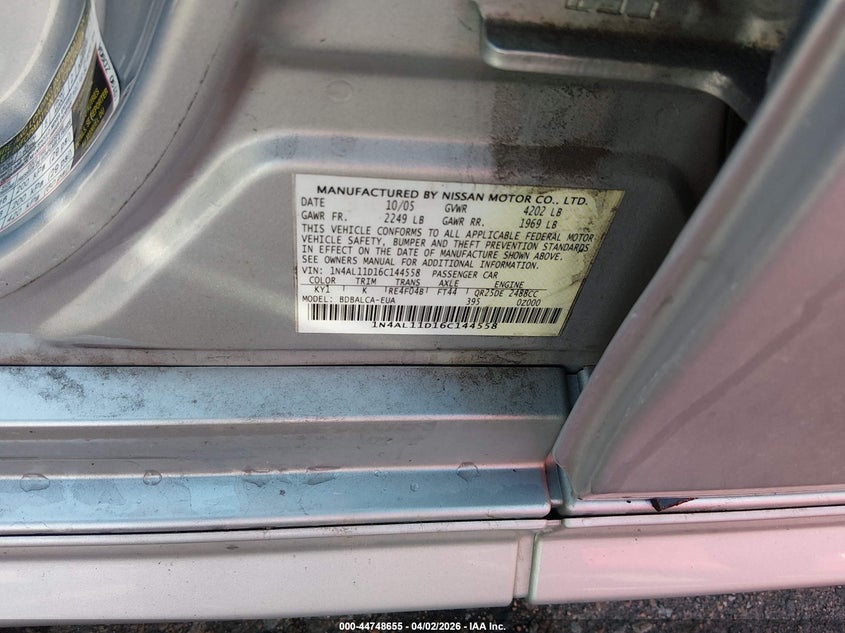 MANUFACTURED BY NISSAN MOTOR CO., LTD.
DATE 10/05 GVWR 4202 LB
GAWR FR. 2249 LB GAWR RR. 1969 LB
THIS VEHICLE CONFORMS TO ALL APPLICABLE FEDERAL MOTOR
VEHICLE SAFETY, BUMPER AND THEFT PREVENTION STANDARDS
IN EFFECT ON THE DATE OF MANUFACTURE SHOWN ABOVE.
SEE OWNERS MANUAL FOR ADDITIONAL INFORMATION.
VIN: 1N4AL11D16C144558 PASSENGER CAR
COLOR TRIM TRANS AXLE ENGINE
KY1 K RE4F04B FT44 QR25DE 2488CC
MODEL: BDBALCA-EUA 395 0Z000
1N4AL11D16C144558
000-44748655 - 04/02/2026 - IAA Inc.